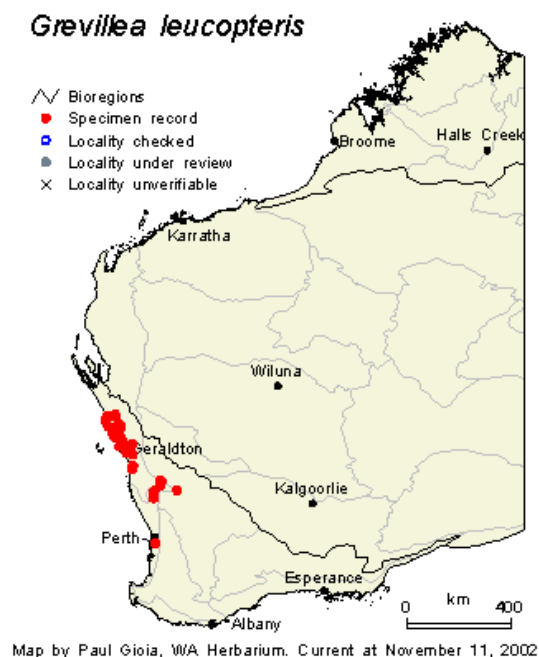 Grevillea leucopteris
Bioregions
Specimen record
Locality checked
Locality under review
Locality unverifiable
Broome
Halls Creek
Karratha
Wiluna
Geraldton
Kalgoorlie
Perth
Esperance
Albany
km
0 400
Map by Paul Gioia, WA Herbarium. Current at November 11, 2002